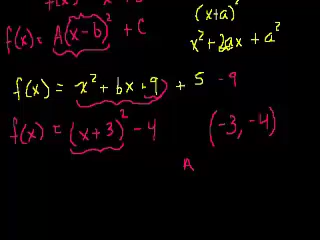 (x+a)²
f(x) = A(x-b)² + C
x² + 2ax + a²
f(x) = x² + 6x + 9 + 5 - 9
f(x) = (x+3)² - 4
(-3, -4)
A